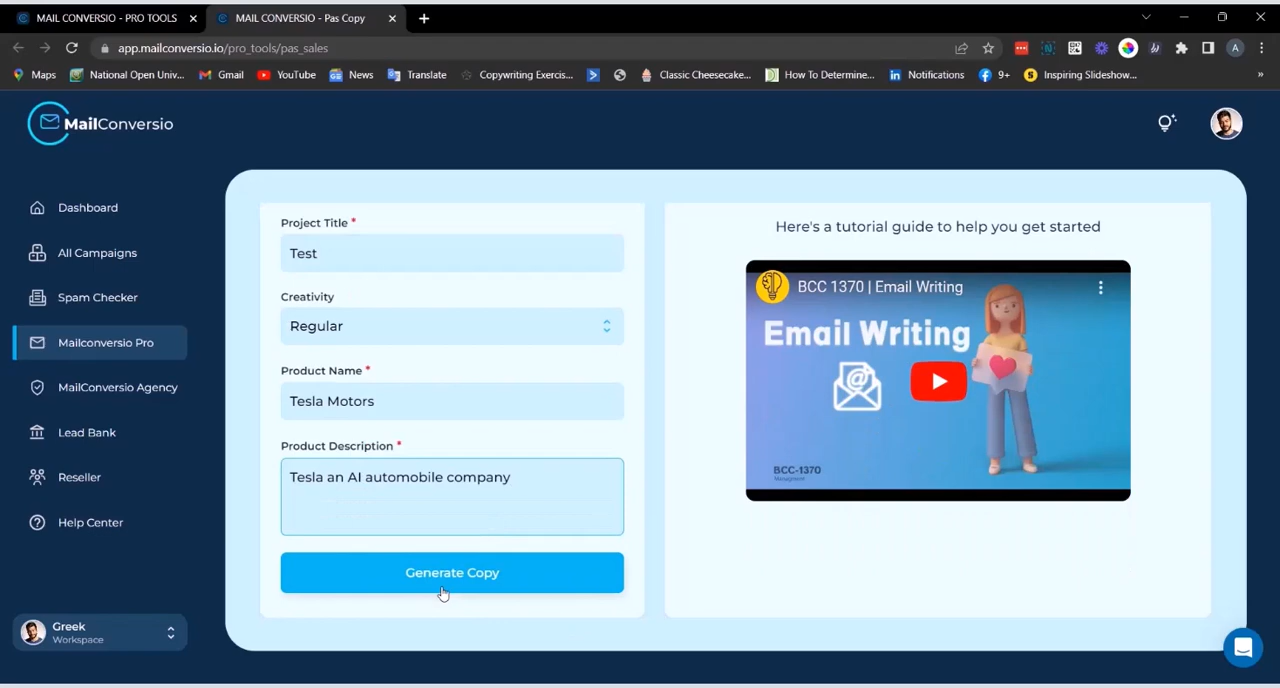 MAIL CONVERSIO - PRO TOOLS
MAIL CONVERSIO - Pas Copy
app.mailconversio.io/pro_tools/pas_sales
A
Maps
National Open Univ...
Gmail
YouTube
News
Translate
Copywriting Exercis...
Classic Cheesecake...
How To Determine...
Notifications
9+
Inspiring Slideshow...
MailConversio
Dashboard
All Campaigns
Spam Checker
Mailconversio Pro
MailConversio Agency
Lead Bank
Reseller
Help Center
Greek
Workspace
Project Title *
Test
Creativity
Regular
Product Name *
Tesla Motors
Product Description *
Tesla an AI automobile company
Generate Copy
Here's a tutorial guide to help you get started
BCC 1370 | Email Writing
Email Writing
BCC-1370